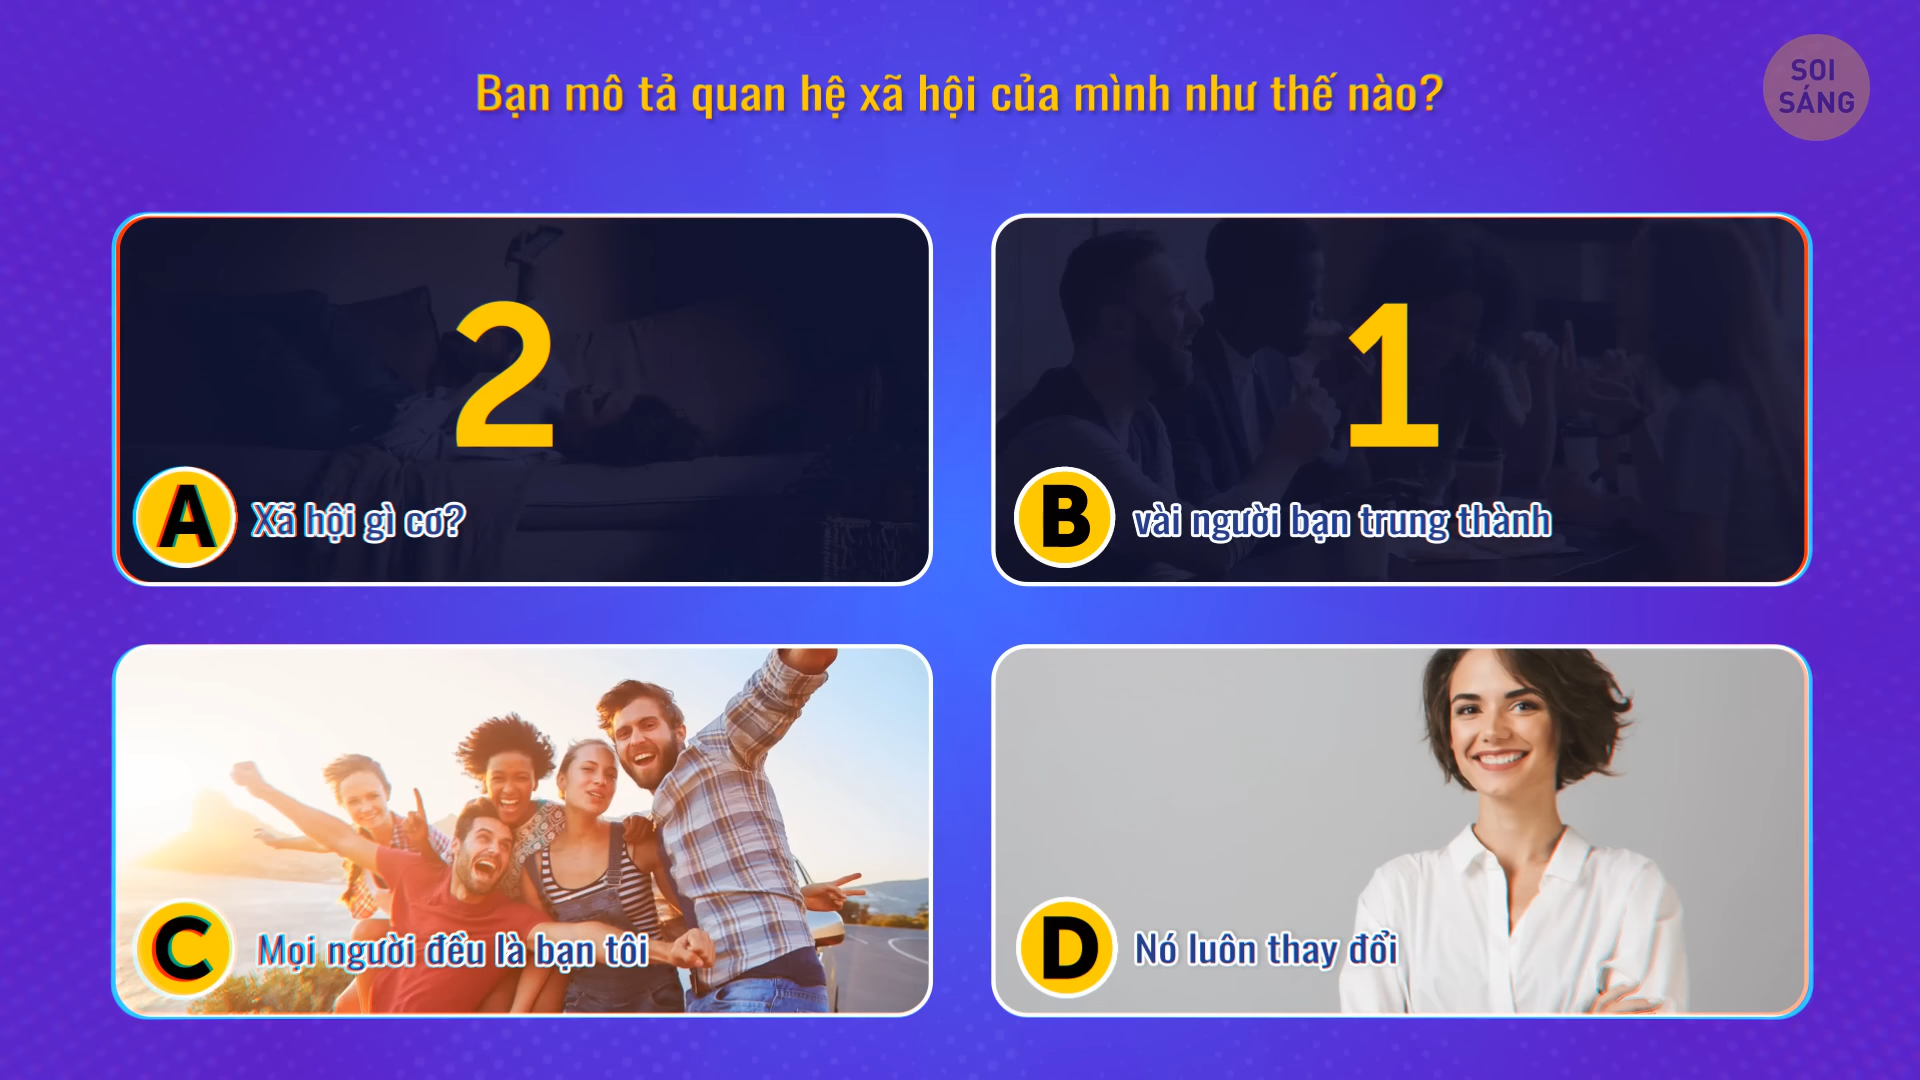 Bạn mô tả quan hệ xã hội của mình như thế nào?
SOI
SÁNG
2
1
A Xã hội gì cơ?
B vài người bạn trung thành
C Mọi người đều là bạn tôi
D Nó luôn thay đổi